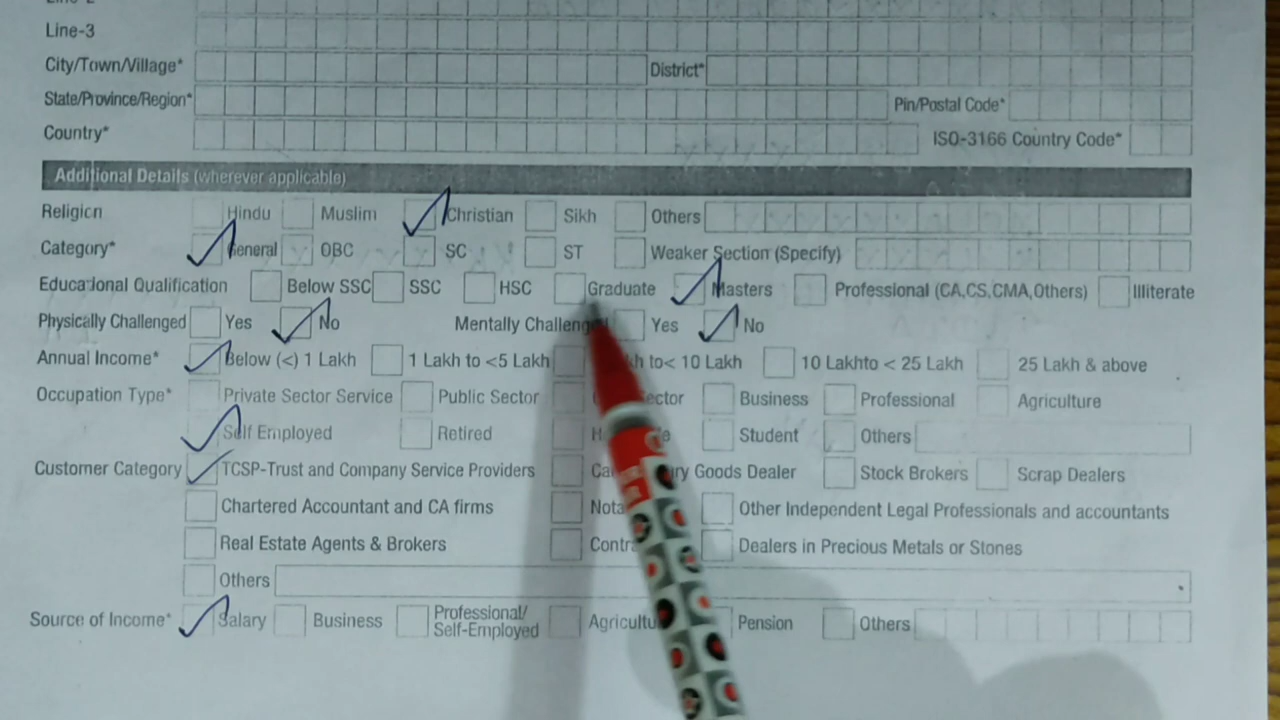 Line-3
City/Town/Village* District*
State/Province/Region* Pin/Postal Code*
Country* ISO-3166 Country Code*
Additional Details (wherever applicable)
Religion Hindu Muslim Christian Sikh Others
Category* General OBC SC ST Weaker Section (Specify)
Educational Qualification Below SSC SSC HSC Graduate Masters Professional (CA,CS,CMA,Others) Illiterate
Physically Challenged Yes No Mentally Challenged Yes No
Annual Income* Below (<) 1 Lakh 1 Lakh to <5 Lakh to< 10 Lakh 10 Lakhto < 25 Lakh 25 Lakh & above
Occupation Type* Private Sector Service Public Sector Sector Business Professional Agriculture
Self Employed Retired Student Others
Customer Category TCSP-Trust and Company Service Providers Goods Dealer Stock Brokers Scrap Dealers
Chartered Accountant and CA firms Other Independent Legal Professionals and accountants
Real Estate Agents & Brokers Dealers in Precious Metals or Stones
Others
Source of Income* Salary Business Professional/ Self-Employed Pension Others